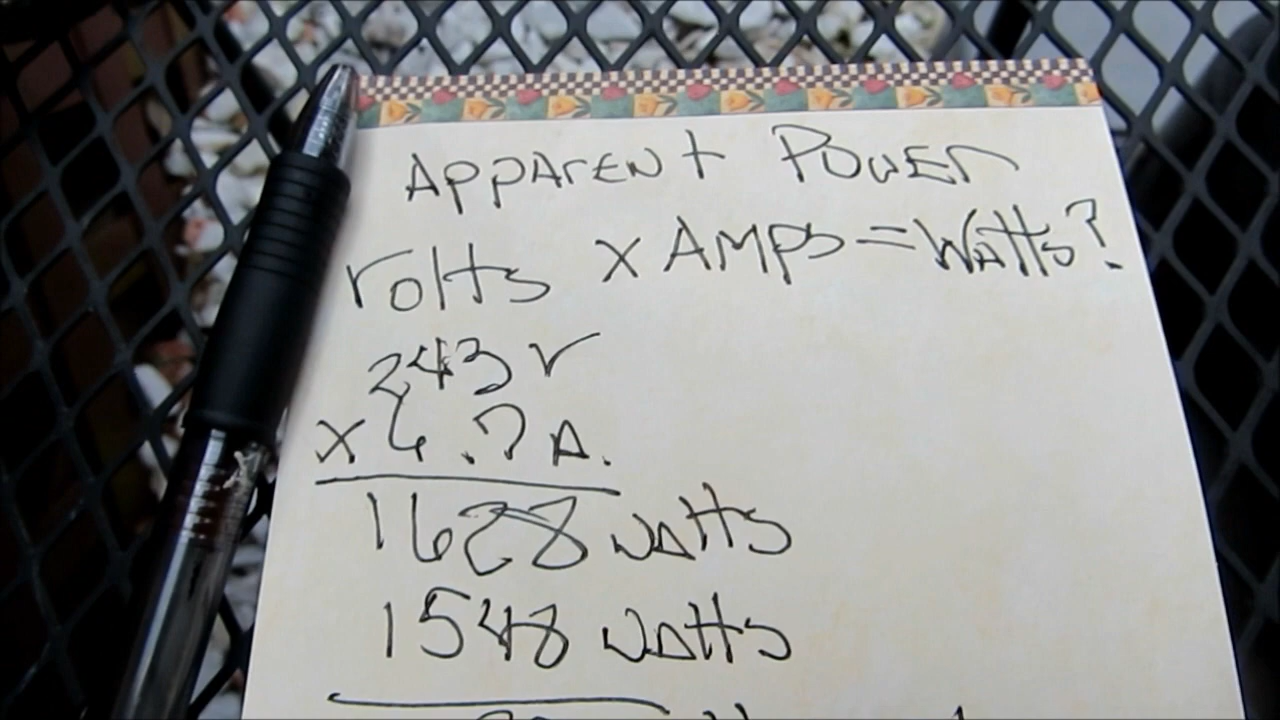 APPARENT POWER
Volts x AMPS = WATTS?
243 V
x 6.7 A.
1628 WATTS
1548 WATTS